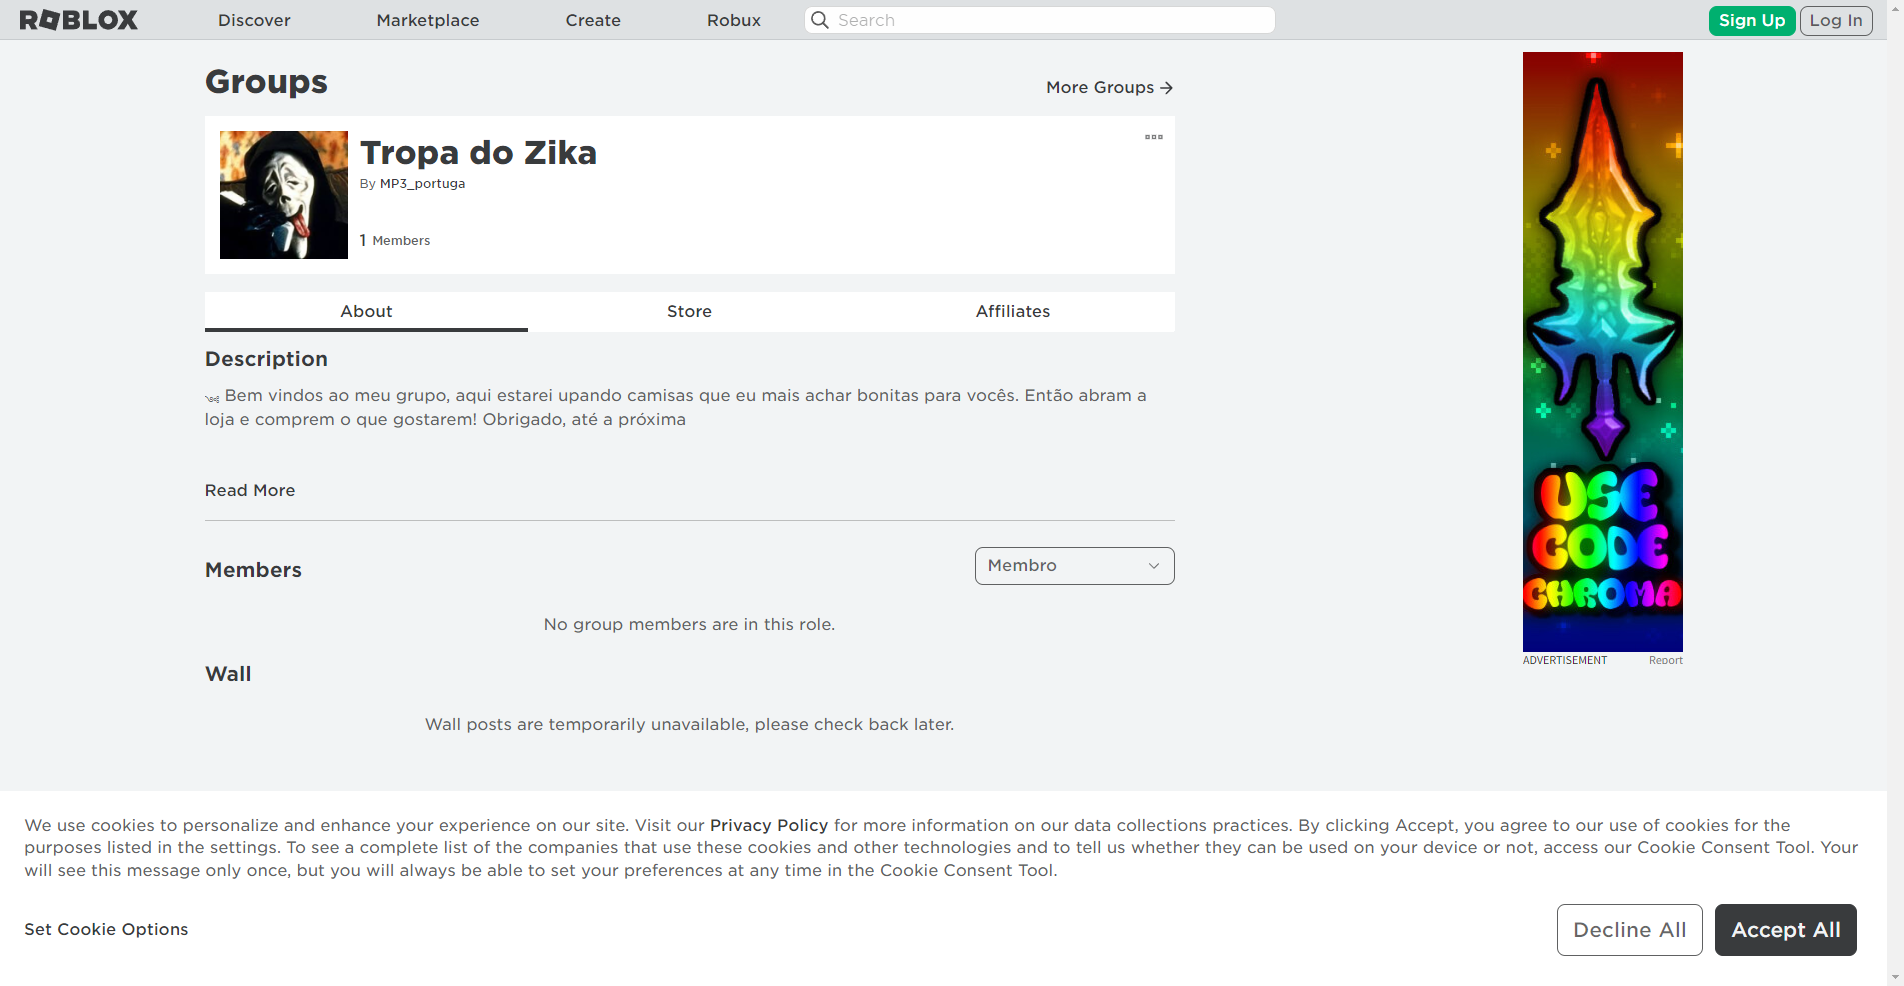 ROBLOX
Discover
Marketplace
Create
Robux
Search
Sign Up
Log In
Groups
More Groups
Tropa do Zika
By MP3_portuga
1 Members
About
Store
Affiliates
Description
Bem vindos ao meu grupo, aqui estarei upando camisas que eu mais achar bonitas para vocês. Então abram a
loja e comprem o que gostarem! Obrigado, até a próxima
Read More
Members
Membro
No group members are in this role.
Wall
Wall posts are temporarily unavailable, please check back later.
USE
CODE
CHROMA
ADVERTISEMENT
Report
We use cookies to personalize and enhance your experience on our site. Visit our Privacy Policy for more information on our data collections practices. By clicking Accept, you agree to our use of cookies for the
purposes listed in the settings. To see a complete list of the companies that use these cookies and other technologies and to tell us whether they can be used on your device or not, access our Cookie Consent Tool. Your
will see this message only once, but you will always be able to set your preferences at any time in the Cookie Consent Tool.
Set Cookie Options
Decline All
Accept All